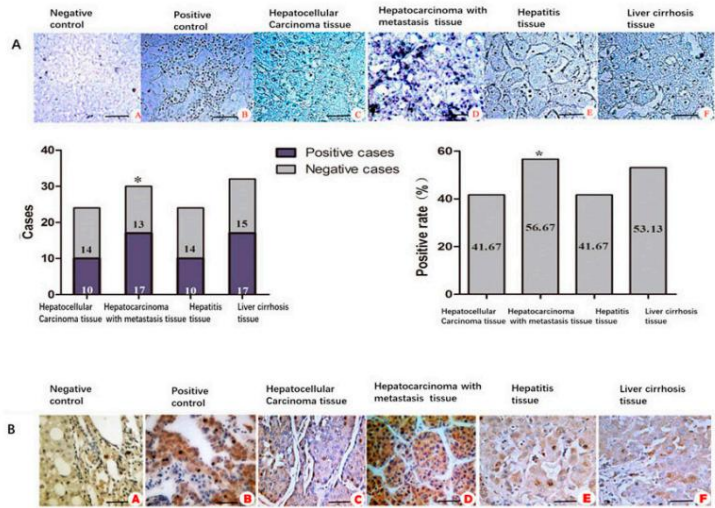 Negative control
Positive control
Hepatocellular Carcinoma tissue
Hepatocarcinoma with metastasis tissue
Hepatitis tissue
Liver cirrhosis tissue
A
A
B
C
D
E
F
Positive cases
Negative cases
Cases
40
30
20
10
0
*
14
10
13
17
14
10
15
17
Hepatocellular Carcinoma tissue
Hepatocarcinoma with metastasis tissue
Hepatitis tissue
Liver cirrhosis tissue
Positive rate (%)
60
40
20
0
*
41.67
56.67
41.67
53.13
Hepatocellular Carcinoma tissue
Hepatocarcinoma with metastasis tissue
Hepatitis tissue
Liver cirrhosis tissue
Negative control
Positive control
Hepatocellular Carcinoma tissue
Hepatocarcinoma with metastasis tissue
Hepatitis tissue
Liver cirrhosis tissue
B
A
B
C
D
E
F